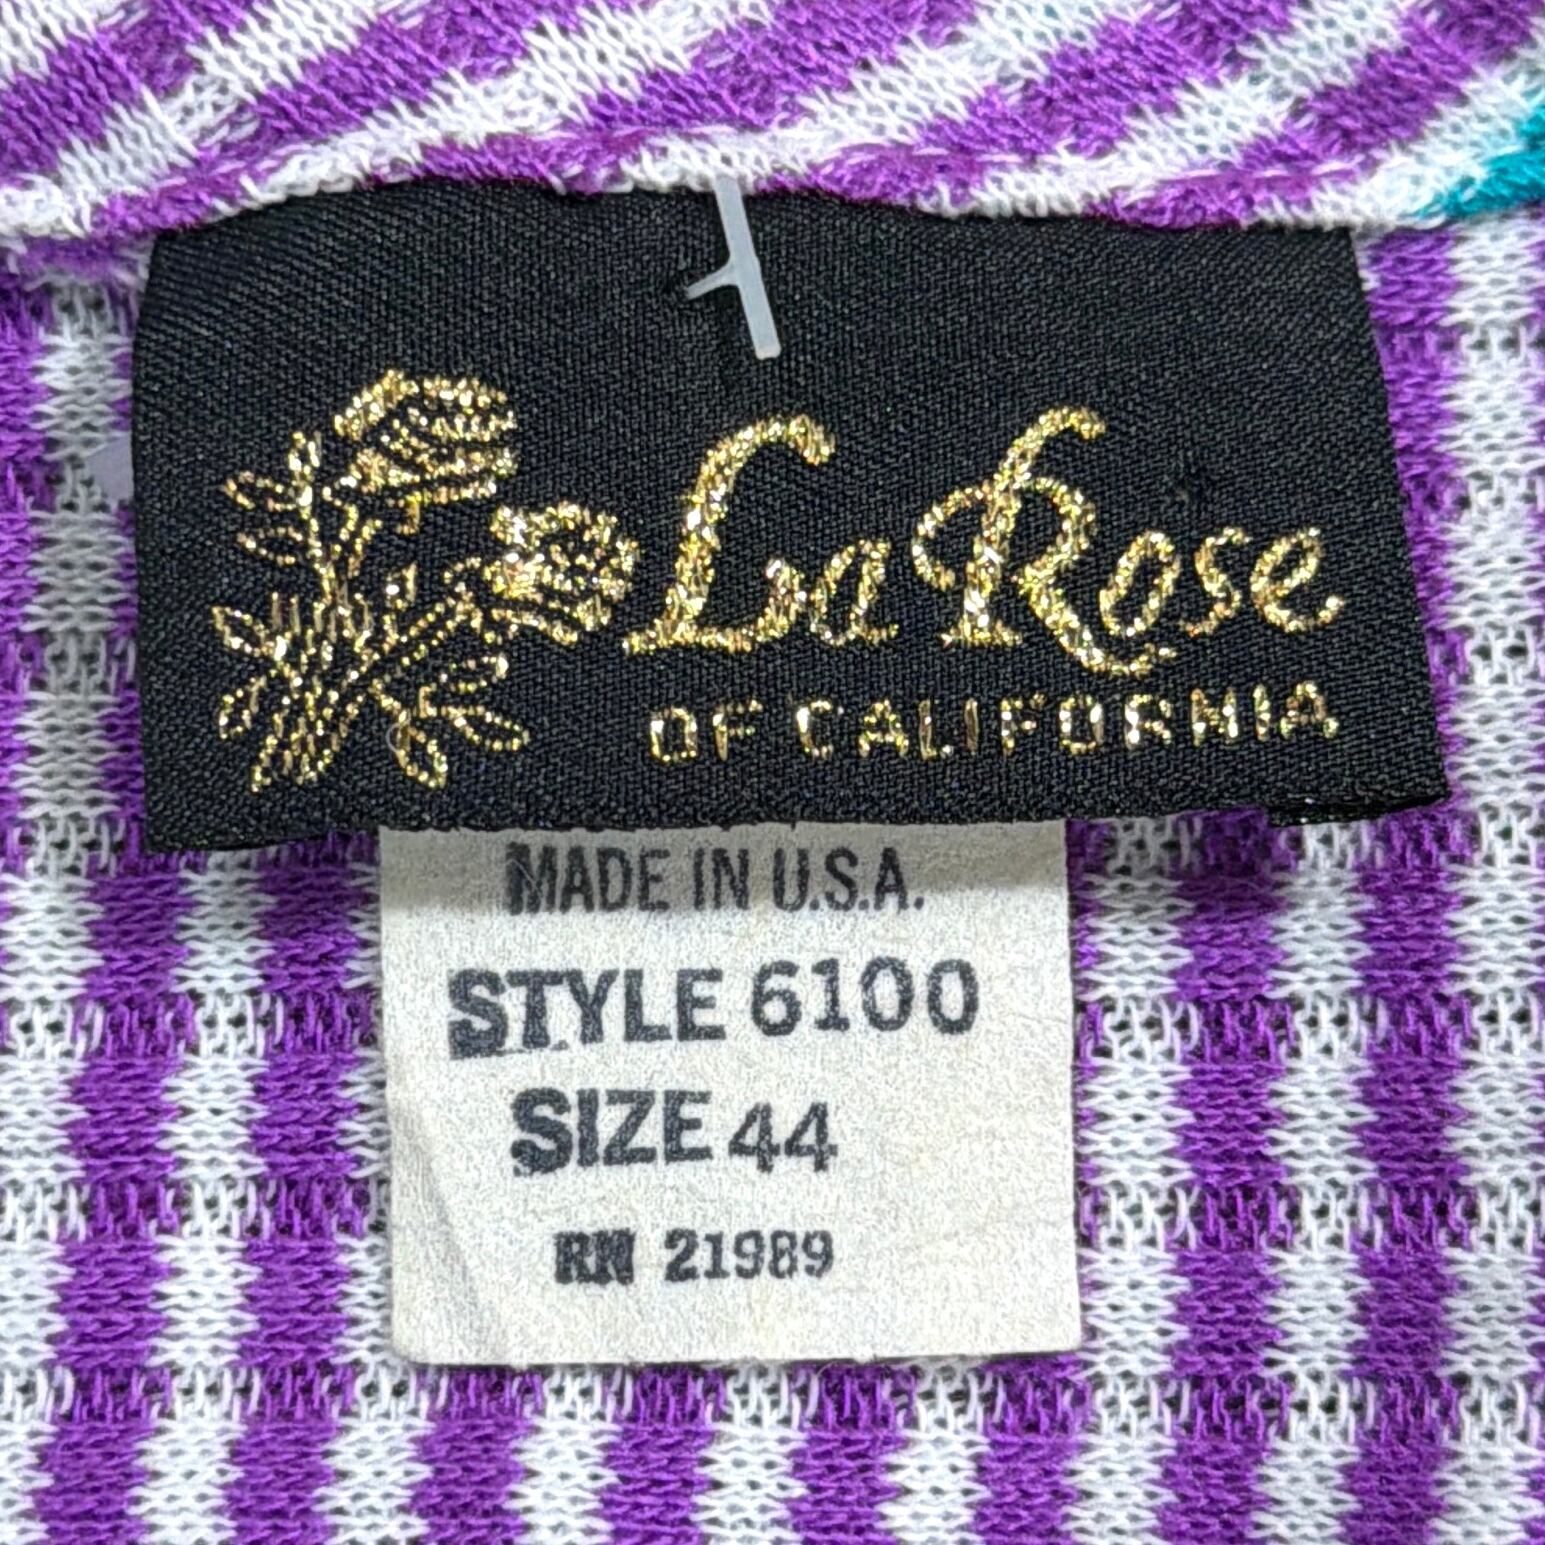 La Rose
OF CALIFORNIA
MADE IN U.S.A.
STYLE 6100
SIZE 44
RN 21989